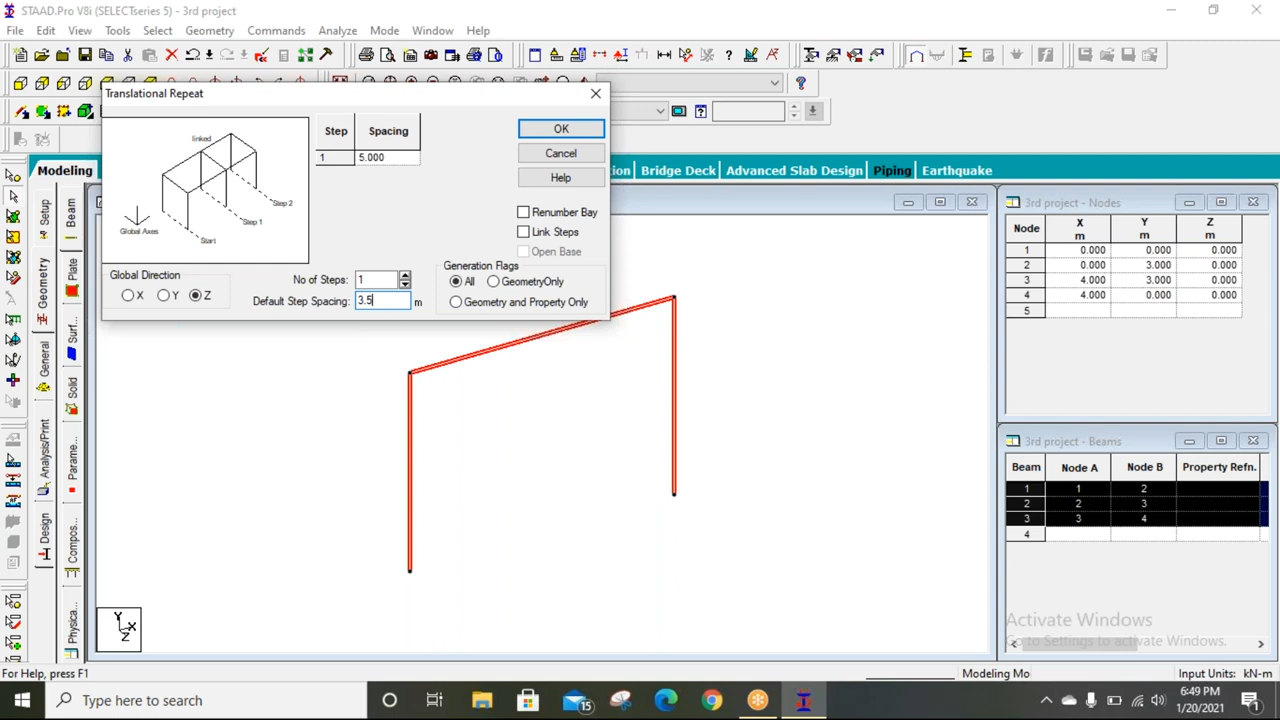 STAAD.Pro V8i (SELECTseries 5) - 3rd project
File Edit View Tools Select Geometry Commands Analyze Mode Window Help
Translational Repeat
linked
Step 2
Step 1
Start
Global Axes
Step Spacing
1 5.000
OK
Cancel
Help
Renumber Bay
Link Steps
Open Base
Global Direction
X Y Z
No of Steps: 1
Default Step Spacing: 3.5 m
Generation Flags
All GeometryOnly
Geometry and Property Only
Modeling
Bridge Deck Advanced Slab Design Piping Earthquake
Setup
Geometry
General
Analysis/Print
Design
Beam
Plate
Surf...
Solid
Parame...
Compos...
Physica...
3rd project - Nodes
Node X m Y m Z m
1 0.000 0.000 0.000
2 0.000 3.000 0.000
3 4.000 3.000 0.000
4 4.000 0.000 0.000
5
3rd project - Beams
Beam Node A Node B Property Refn.
1 1 2
2 2 3
3 3 4
4
Y
X
Z
Activate Windows
Go to Settings to activate Windows.
For Help, press F1
Modeling Mo
Input Units: kN-m
Type here to search
15
6:49 PM
1/20/2021
1